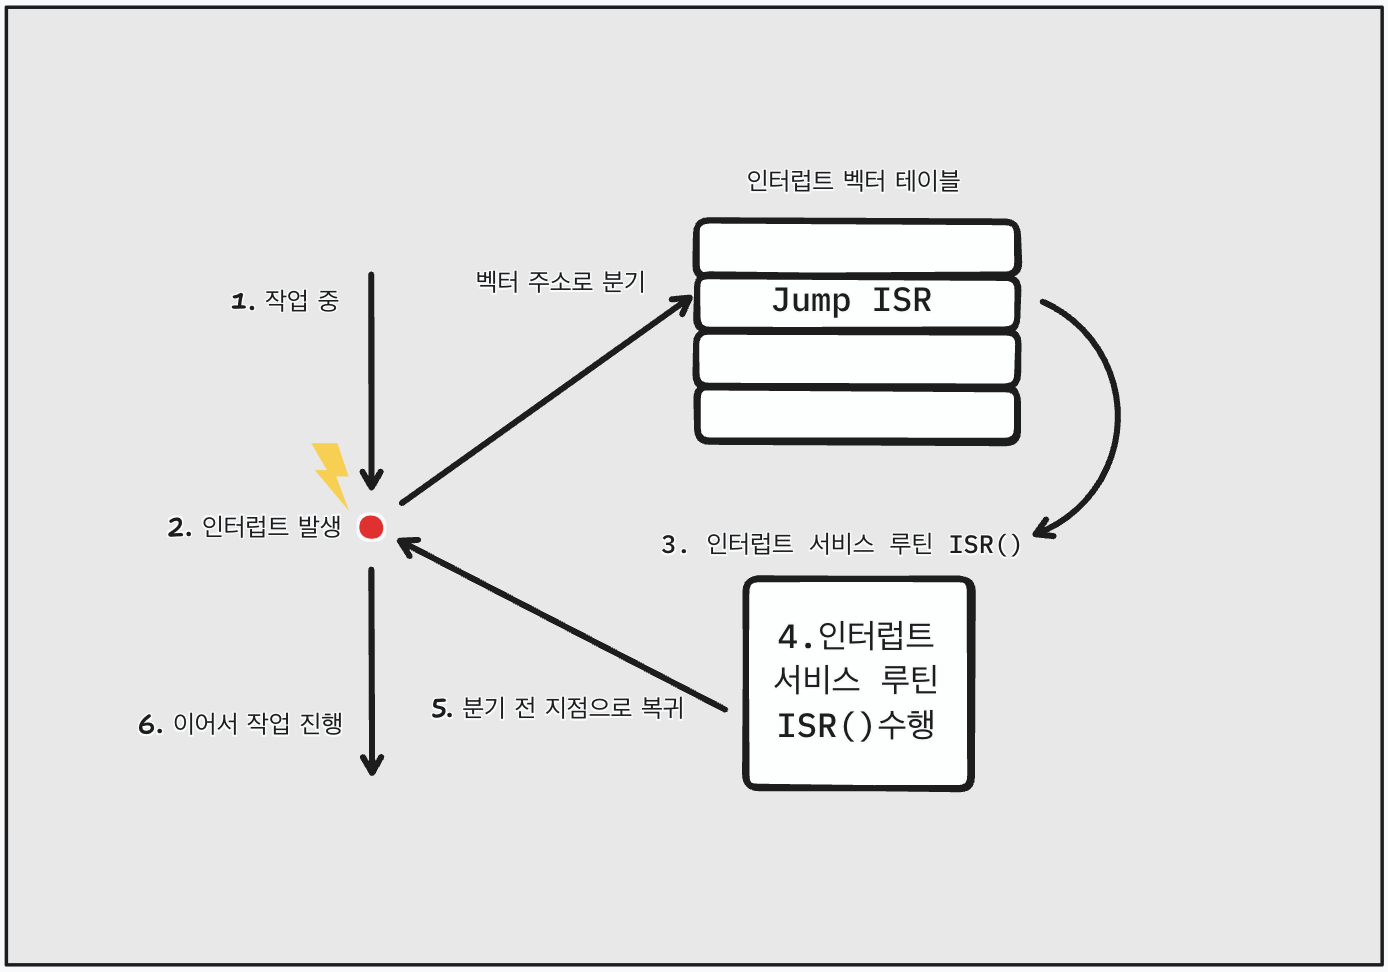 인터럽트 벡터 테이블
벡터 주소로 분기
1. 작업 중
Jump ISR
2. 인터럽트 발생
3. 인터럽트 서비스 루틴 ISR()
4.인터럽트
서비스 루틴
ISR()수행
5. 분기 전 지점으로 복귀
6. 이어서 작업 진행